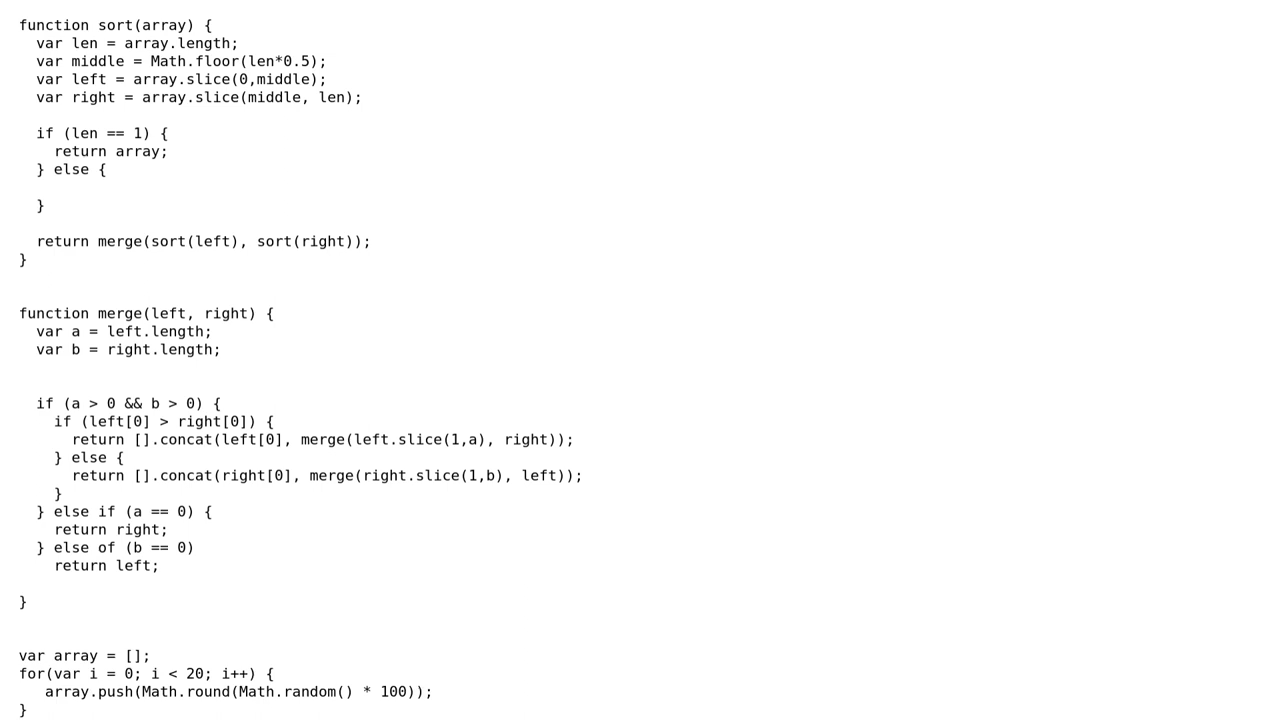 function sort(array) {
  var len = array.length;
  var middle = Math.floor(len*0.5);
  var left = array.slice(0,middle);
  var right = array.slice(middle, len);

  if (len == 1) {
    return array;
  } else {

  }

  return merge(sort(left), sort(right));
}


function merge(left, right) {
  var a = left.length;
  var b = right.length;


  if (a > 0 && b > 0) {
    if (left[0] > right[0]) {
      return [].concat(left[0], merge(left.slice(1,a), right));
    } else {
      return [].concat(right[0], merge(right.slice(1,b), left));
    }
  } else if (a == 0) {
    return right;
  } else of (b == 0)
    return left;

}


var array = [];
for(var i = 0; i < 20; i++) {
   array.push(Math.round(Math.random() * 100));
}